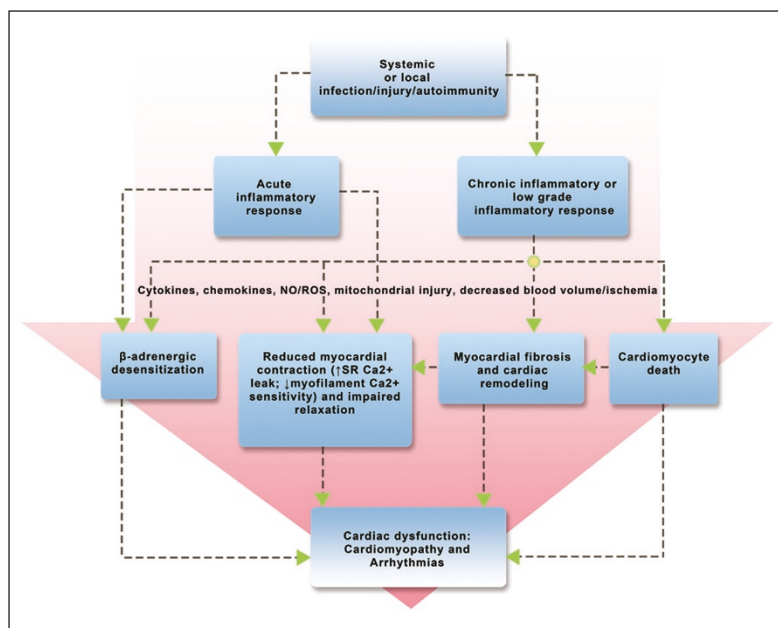 Systemic
or local
infection/injury/autoimmunity
Acute
inflammatory
response
Chronic inflammatory or
low grade
inflammatory response
Cytokines, chemokines, NO/ROS, mitochondrial injury, decreased blood volume/ischemia
β-adrenergic
desensitization
Reduced myocardial
contraction (↑SR Ca2+
leak; ↓myofilament Ca2+
sensitivity) and impaired
relaxation
Myocardial fibrosis
and cardiac
remodeling
Cardiomyocyte
death
Cardiac dysfunction:
Cardiomyopathy and
Arrhythmias